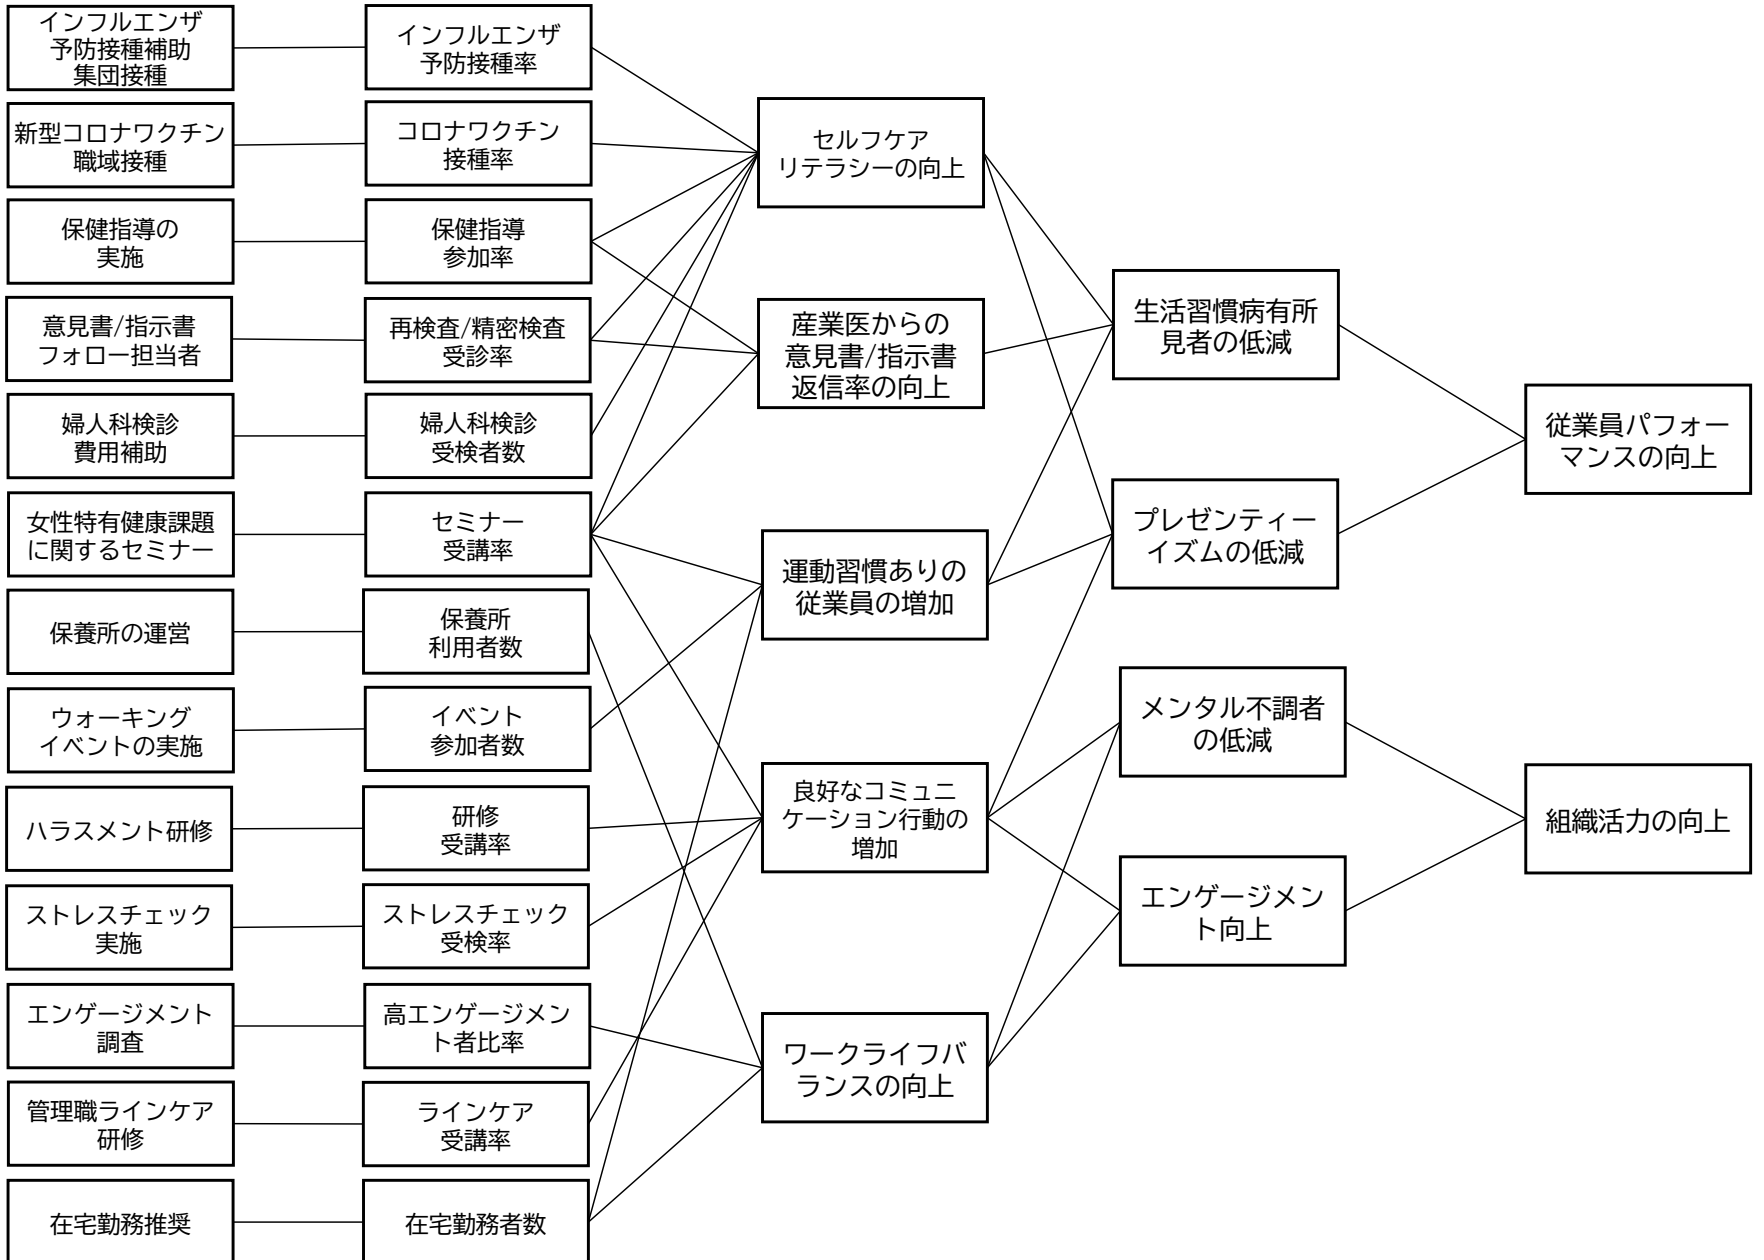 インフルエンザ
予防接種補助
集団接種
新型コロナワクチン
職域接種
保健指導の
実施
意見書/指示書
フォロー担当者
婦人科検診
費用補助
女性特有健康課題
に関するセミナー
保養所の運営
ウォーキング
イベントの実施
ハラスメント研修
ストレスチェック
実施
エンゲージメント
調査
管理職ラインケア
研修
在宅勤務推奨
インフルエンザ
予防接種率
コロナワクチン
接種率
保健指導
参加率
再検査/精密検査
受診率
婦人科検診
受検者数
セミナー
受講率
保養所
利用者数
イベント
参加者数
研修
受講率
ストレスチェック
受検率
高エンゲージメン
ト者比率
ラインケア
受講率
在宅勤務者数
セルフケア
リテラシーの向上
産業医からの
意見書/指示書
返信率の向上
運動習慣ありの
従業員の増加
良好なコミュニ
ケーション行動の
増加
ワークライフバ
ランスの向上
生活習慣病有所
見者の低減
プレゼンティー
イズムの低減
メンタル不調者
の低減
エンゲージメン
ト向上
従業員パフォー
マンスの向上
組織活力の向上